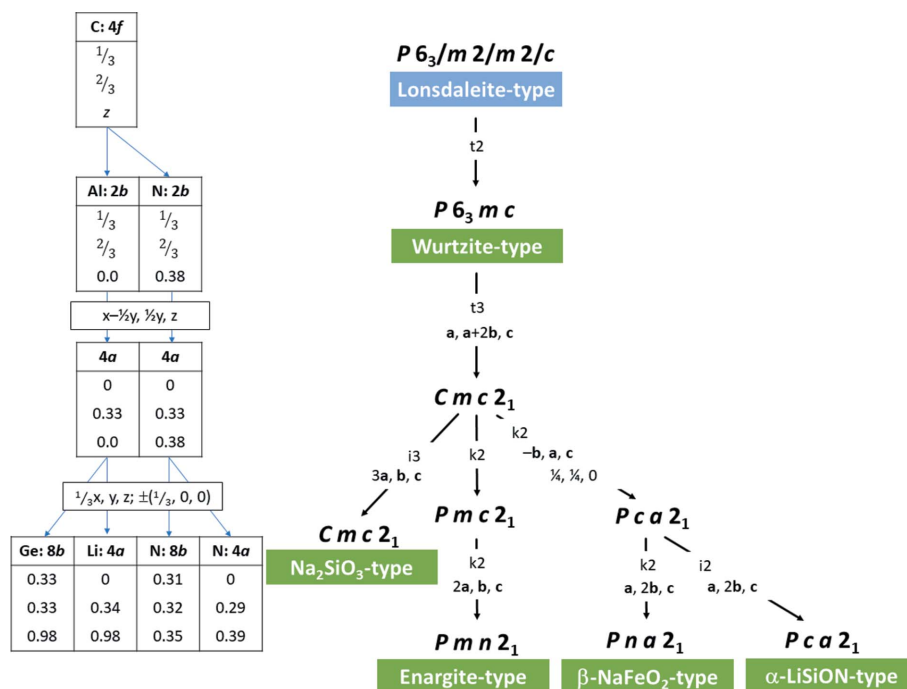 C: 4f
1/3
2/3
z
Al: 2b N: 2b
1/3 1/3
2/3 2/3
0.0 0.38
x–½y, ½y, z
4a 4a
0 0
0.33 0.33
0.0 0.38
1/3x, y, z; ±(1/3, 0, 0)
Ge: 8b Li: 4a N: 8b N: 4a
0.33 0 0.31 0
0.33 0.34 0.32 0.29
0.98 0.98 0.35 0.39
P 6₃/m 2/m 2/c
Lonsdaleite-type
t2
P 6₃ m c
Wurtzite-type
t3
a, a+2b, c
C m c 2₁
i3
3a, b, c
k2
k2
–b, a, c
¼, ¼, 0
C m c 2₁
Na₂SiO₃-type
P m c 2₁
k2
2a, b, c
P m n 2₁
Enargite-type
P c a 2₁
k2
a, 2b, c
i2
a, 2b, c
P n a 2₁
β-NaFeO₂-type
P c a 2₁
α-LiSiON-type